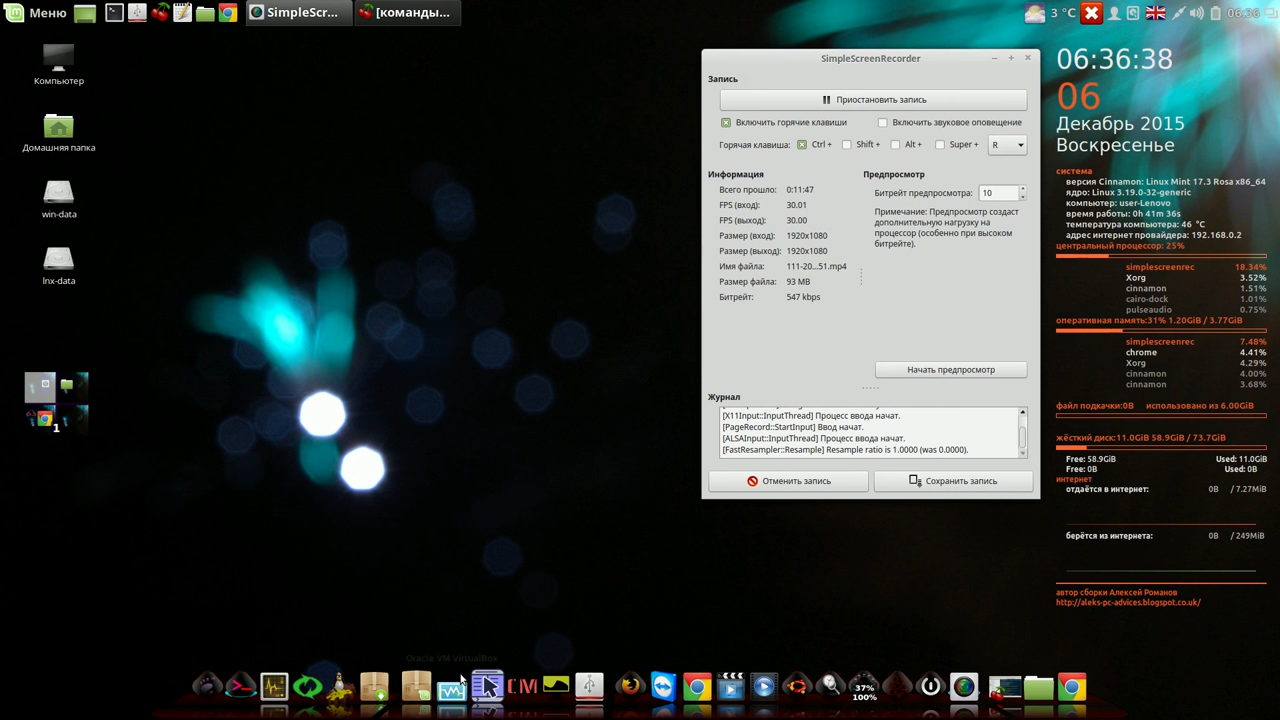 Меню
SimpleScr...
[команды...
3 °C
06:36
Компьютер
Домашняя папка
win-data
lnx-data
1
SimpleScreenRecorder
Запись
Приостановить запись
Включить горячие клавиши
Включить звуковое оповещение
Горячая клавиша: Ctrl + Shift + Alt + Super + R
Информация
Всего прошло: 0:11:47
FPS (вход): 30.01
FPS (выход): 30.00
Размер (вход): 1920x1080
Размер (выход): 1920x1080
Имя файла: 111-20...51.mp4
Размер файла: 93 MB
Битрейт: 547 kbps
Предпросмотр
Битрейт предпросмотра: 10
Примечание: Предпросмотр создаст
дополнительную нагрузку на
процессор (особенно при высоком
битрейте).
Начать предпросмотр
Журнал
[X11Input::InputThread] Процесс ввода начат.
[PageRecord::StartInput] Ввод начат.
[ALSAInput::InputThread] Процесс ввода начат.
[FastResampler::Resample] Resample ratio is 1.0000 (was 0.0000).
Отменить запись
Сохранить запись
06:36:38
06
Декабрь 2015
Воскресенье
система
версия Cinnamon: Linux Mint 17.3 Rosa x86_64
ядро: Linux 3.19.0-32-generic
компьютер: user-Lenovo
время работы: 0h 41m 36s
температура компьютера: 46 °C
адрес интернет провайдера: 192.168.0.2
центральный процессор: 25%
simplescreenrec 18.34%
Xorg 3.52%
cinnamon 1.51%
cairo-dock 1.01%
pulseaudio 0.75%
оперативная память:31% 1.20GiB / 3.77GiB
simplescreenrec 7.48%
chrome 4.41%
Xorg 4.29%
cinnamon 4.00%
cinnamon 3.68%
файл подкачки:0B использовано из 6.00GiB
жёсткий диск:11.0GiB 58.9GiB / 73.7GiB
Free: 58.9GiB Used: 11.0GiB
Free: 0B Used: 0B
интернет
отдаётся в интернет: 0B / 7.27MiB
берётся из интернета: 0B / 249MiB
автор сборки Алексей Романов
http://aleks-pc-advices.blogspot.co.uk/
Oracle VM VirtualBox
37%
100%